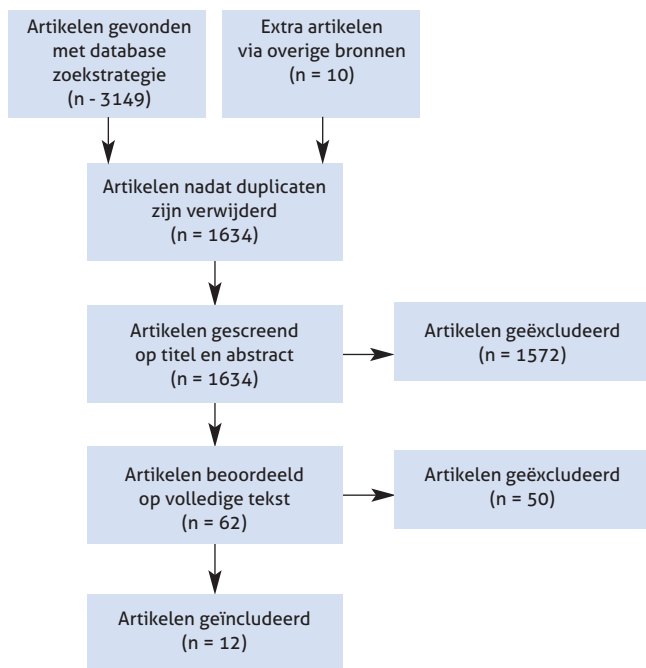 Artikelen gevonden
met database
zoekstrategie
(n - 3149)
Extra artikelen
via overige bronnen
(n = 10)
Artikelen nadat duplicaten
zijn verwijderd
(n = 1634)
Artikelen gescreend
op titel en abstract
(n = 1634)
Artikelen geëxcludeerd
(n = 1572)
Artikelen beoordeeld
op volledige tekst
(n = 62)
Artikelen geëxcludeerd
(n = 50)
Artikelen geïncludeerd
(n = 12)